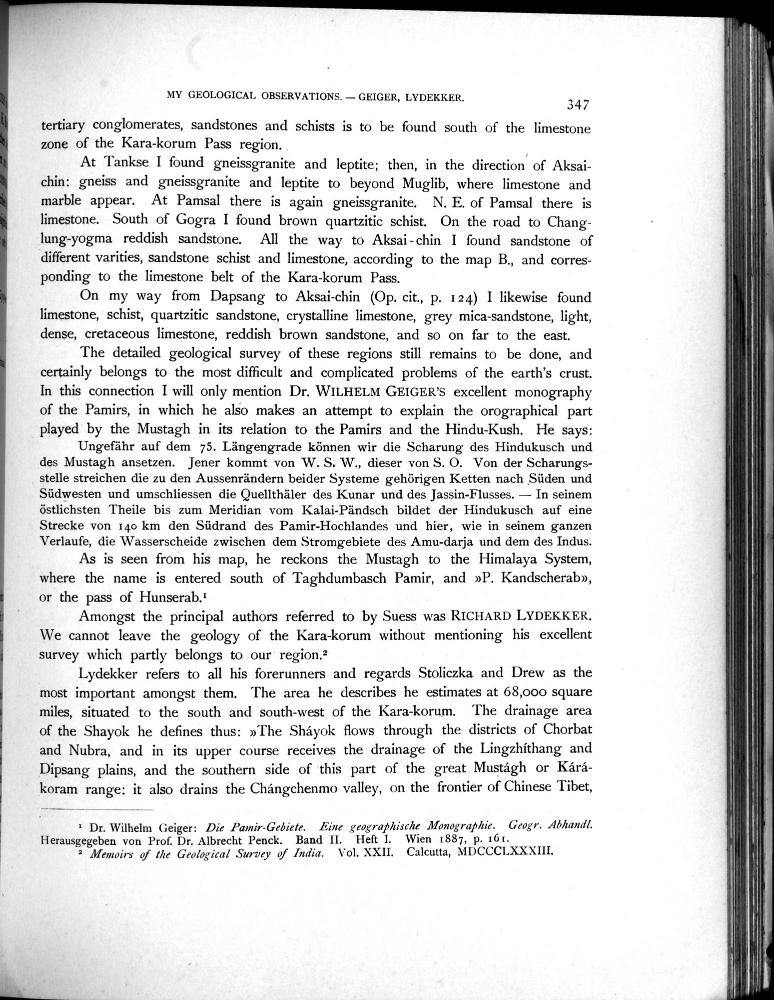 MY GEOLOGICAL OBSERVATIONS. — GEIGER, LYDEKKER.
347
tertiary conglomerates, sandstones and schists is to be found south of the limestone
zone of the Kara-korum Pass region.
At Tankse I found gneissgranite and leptite; then, in the direction of Aksai-
chin: gneiss and gneissgranite and leptite to beyond Muglib, where limestone and
marble appear. At Pamsal there is again gneissgranite. N. E. of Pamsal there is
limestone. South of Gogra I found brown quartzitic schist. On the road to Chang-
lung-yogma reddish sandstone. All the way to Aksai-chin I found sandstone of
different varities, sandstone schist and limestone, according to the map B., and corres-
ponding to the limestone belt of the Kara-korum Pass.
On my way from Dapsang to Aksai-chin (Op. cit., p. 124) I likewise found
limestone, schist, quartzitic sandstone, crystalline limestone, grey mica-sandstone, light,
dense, cretaceous limestone, reddish brown sandstone, and so on far to the east.
The detailed geological survey of these regions still remains to be done, and
certainly belongs to the most difficult and complicated problems of the earth's crust.
In this connection I will only mention Dr. WILHELM GEIGER'S excellent monography
of the Pamirs, in which he also makes an attempt to explain the orographical part
played by the Mustagh in its relation to the Pamirs and the Hindu-Kush. He says:
Ungefähr auf dem 75. Längengrade können wir die Scharung des Hindukusch und
des Mustagh ansetzen. Jener kommt von W. S. W., dieser von S. O. Von der Scharungs-
stelle streichen die zu den Aussenrändern beider Systeme gehörigen Ketten nach Süden und
Südwesten und umschliessen die Quellthäler des Kunar und des Jassin-Flusses. — In seinem
östlichsten Theile bis zum Meridian vom Kalai-Pändsch bildet der Hindukusch auf eine
Strecke von 140 km den Südrand des Pamir-Hochlandes und hier, wie in seinem ganzen
Verlaufe, die Wasserscheide zwischen dem Stromgebiete des Amu-darja und dem des Indus.
As is seen from his map, he reckons the Mustagh to the Himalaya System,
where the name is entered south of Taghdumbasch Pamir, and »P. Kandscherab»,
or the pass of Hunserab.¹
Amongst the principal authors referred to by Suess was RICHARD LYDEKKER.
We cannot leave the geology of the Kara-korum without mentioning his excellent
survey which partly belongs to our region.²
Lydekker refers to all his forerunners and regards Stoliczka and Drew as the
most important amongst them. The area he describes he estimates at 68,000 square
miles, situated to the south and south-west of the Kara-korum. The drainage area
of the Shayok he defines thus: »The Sháyok flows through the districts of Chorbat
and Nubra, and in its upper course receives the drainage of the Lingzhíthang and
Dipsang plains, and the southern side of this part of the great Mustágh or Kárá-
koram range: it also drains the Chángchenmo valley, on the frontier of Chinese Tibet,
¹ Dr. Wilhelm Geiger: Die Pamir-Gebiete. Eine geographische Monographie. Geogr. Abhandl.
Herausgegeben von Prof. Dr. Albrecht Penck. Band II. Heft I. Wien 1887, p. 161.
² Memoirs of the Geological Survey of India. Vol. XXII. Calcutta, MDCCCLXXXIII.